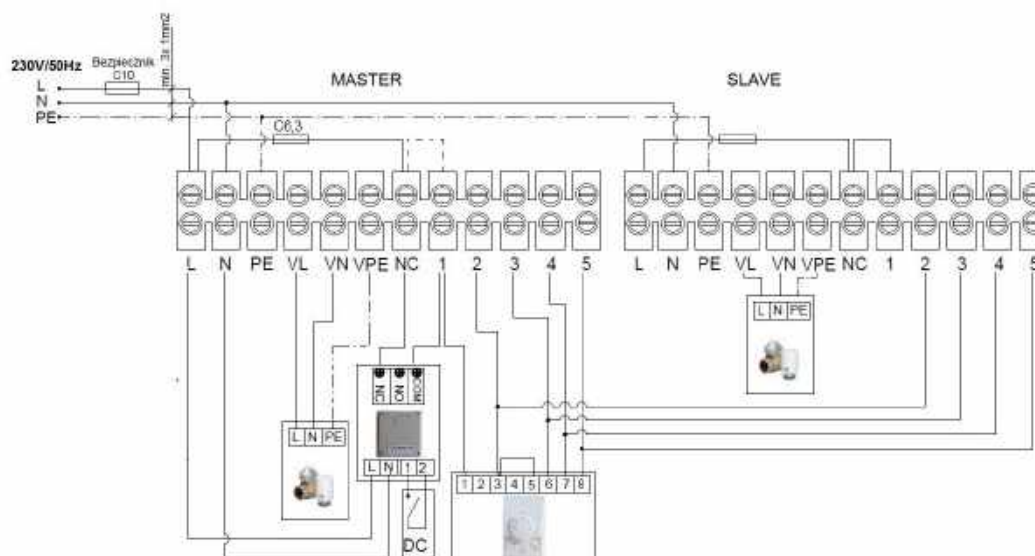 min. 3x 1mm2
230V/50Hz
Bezpiecznik
C10
L
N
PE
MASTER
SLAVE
C6,3
L N PE VL VN VPE NC 1 2 3 4 5
L N PE VL VN VPE NC 1 2 3 4 5
L N PE
NC NO COM
L N PE
L N 1 2
1 2 3 4 5 6 7 8
DC